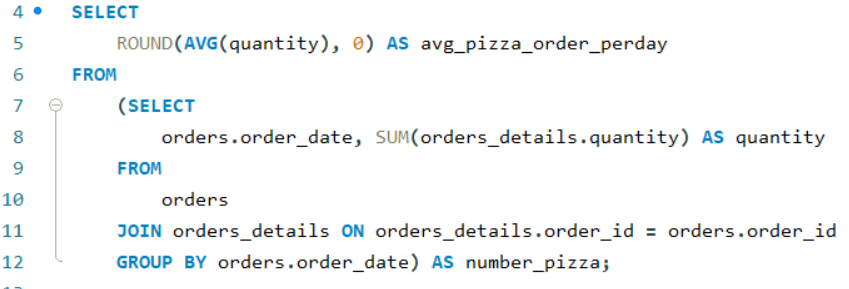 4 SELECT
5 ROUND(AVG(quantity), 0) AS avg_pizza_order_perday
6 FROM
7 (SELECT
8 orders.order_date, SUM(orders_details.quantity) AS quantity
9 FROM
10 orders
11 JOIN orders_details ON orders_details.order_id = orders.order_id
12 GROUP BY orders.order_date) AS number_pizza;